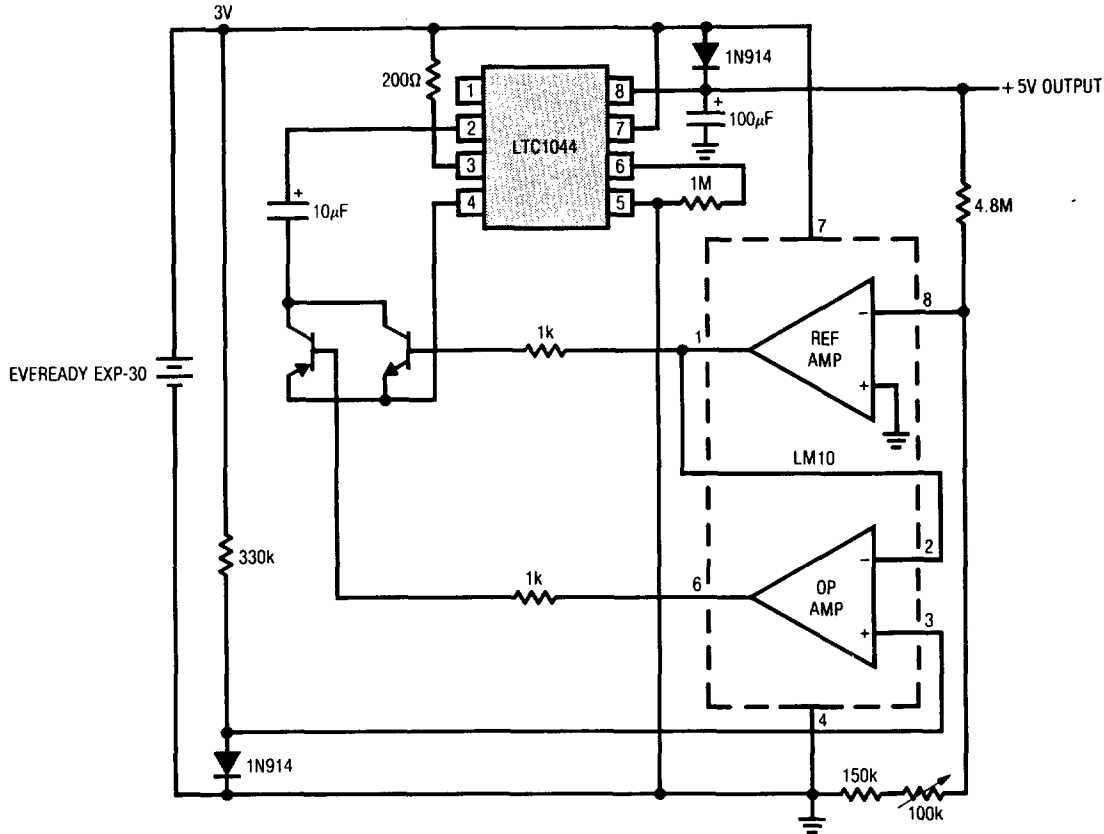 3V
1N914
200Ω
1
8
+ 5V OUTPUT
+
100μF
2
7
LTC1044
3
6
1M
4
5
+
10μF
4.8M
7
8
−
1k
1
REF
AMP
+
EVEREADY EXP-30
LM10
330k
2
−
1k
6
OP
AMP
3
+
4
1N914
150k
100k